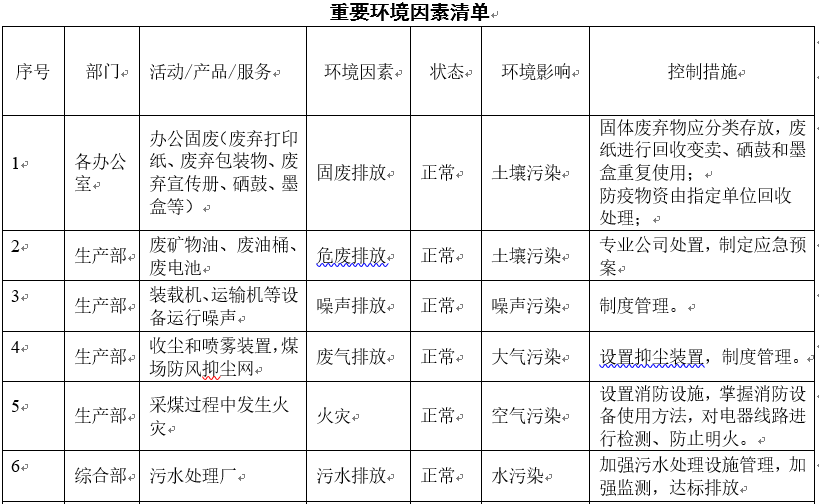 重要环境因素清单
序号 部门 活动/产品/服务 环境因素 状态 环境影响 控制措施
1 各办公室 办公固废（废弃打印纸、废弃包装物、废弃宣传册、硒鼓、墨盒等） 固废排放 正常 土壤污染 固体废弃物应分类存放，废纸进行回收变卖、硒鼓和墨盒重复使用；防疫物资由指定单位回收处理；
2 生产部 废矿物油、废油桶、废电池 危废排放 正常 土壤污染 专业公司处置，制定应急预案
3 生产部 装载机、运输机等设备运行噪声 噪声排放 正常 噪声污染 制度管理。
4 生产部 收尘和喷雾装置，煤场防风抑尘网 废气排放 正常 大气污染 设置抑尘装置，制度管理。
5 生产部 采煤过程中发生火灾 火灾 正常 空气污染 设置消防设施，掌握消防设备使用方法，对电器线路进行检测、防止明火。
6 综合部 污水处理厂 污水排放 正常 水污染 加强污水处理设施管理，加强监测，达标排放